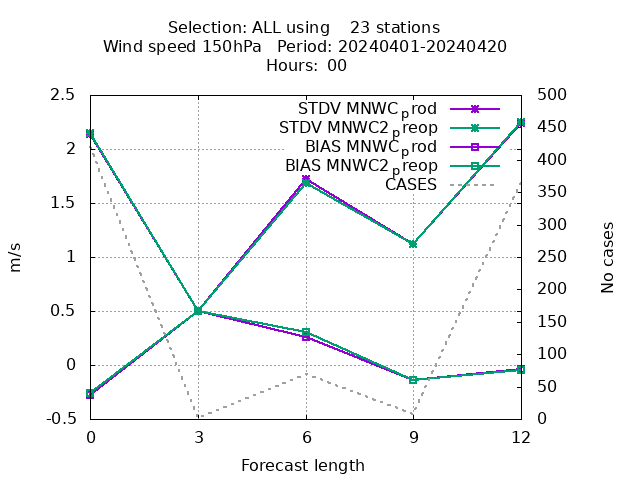 Selection: ALL using    23 stations
Wind speed 150hPa   Period: 20240401-20240420
Hours:  00
STDV MNWC_prod
STDV MNWC2_preop
BIAS MNWC_prod
BIAS MNWC2_preop
CASES
2.5
2
1.5
1
0.5
0
-0.5
m/s
500
450
400
350
300
250
200
150
100
50
0
No cases
0 3 6 9 12
Forecast length